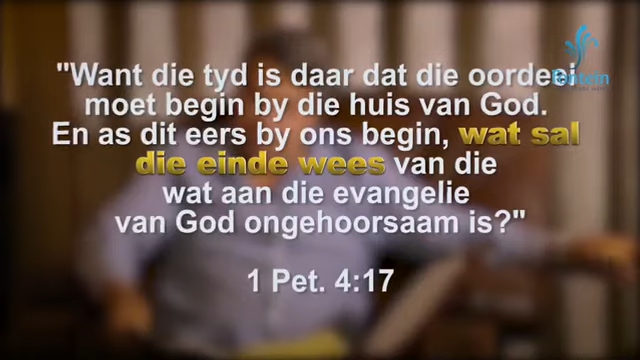 "Want die tyd is daar dat die oordeel
moet begin by die huis van God.
En as dit eers by ons begin, wat sal
die einde wees van die
wat aan die evangelie
van God ongehoorsaam is?"
1 Pet. 4:17